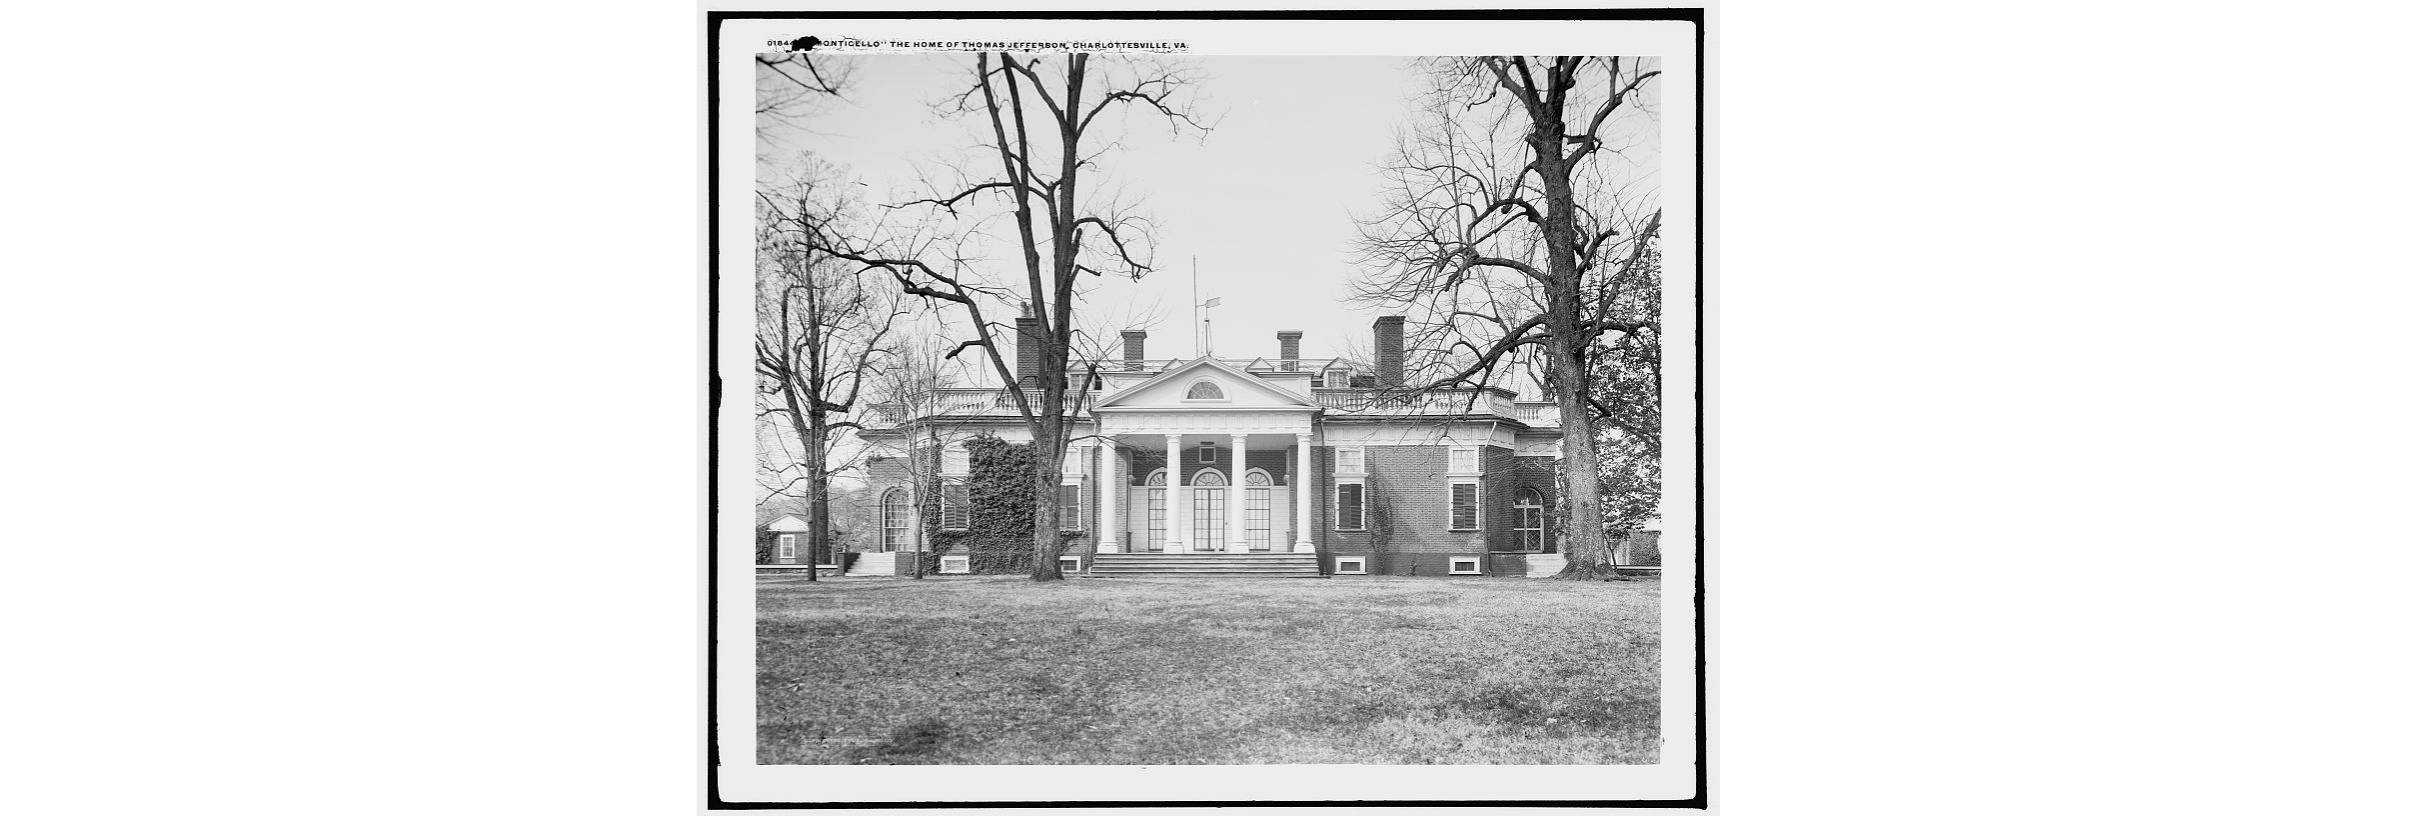 MONTICELLO" THE HOME OF THOMAS JEFFERSON, CHARLOTTESVILLE, VA.